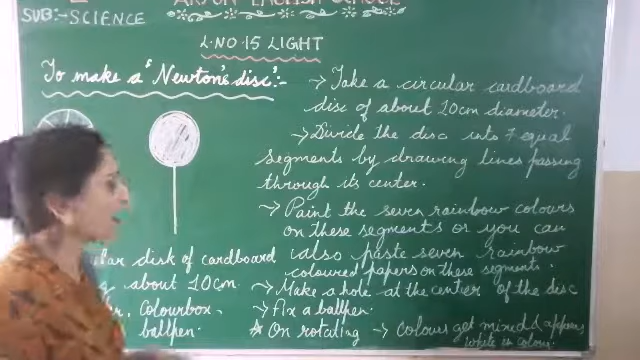 ENGLISH SCHOOL
SUB:- SCIENCE
L.NO.15 LIGHT
To make a "Newton's disc":-
→ Take a circular cardboard
disc of about 10cm diameter.
→ Divide the disc into 7 equal
segments by drawing lines passing
through its center.
→ Paint the seven rainbow colours
on these segments or you can
also paste seven rainbow
coloured papers on these segments.
→ Make a hole at the center of the disc
→ fix a ballpen.
* On rotating → colours get mixed & appears
white in colour.
disk of cardboard
about 10cm.
Colourbox,
ballpen.